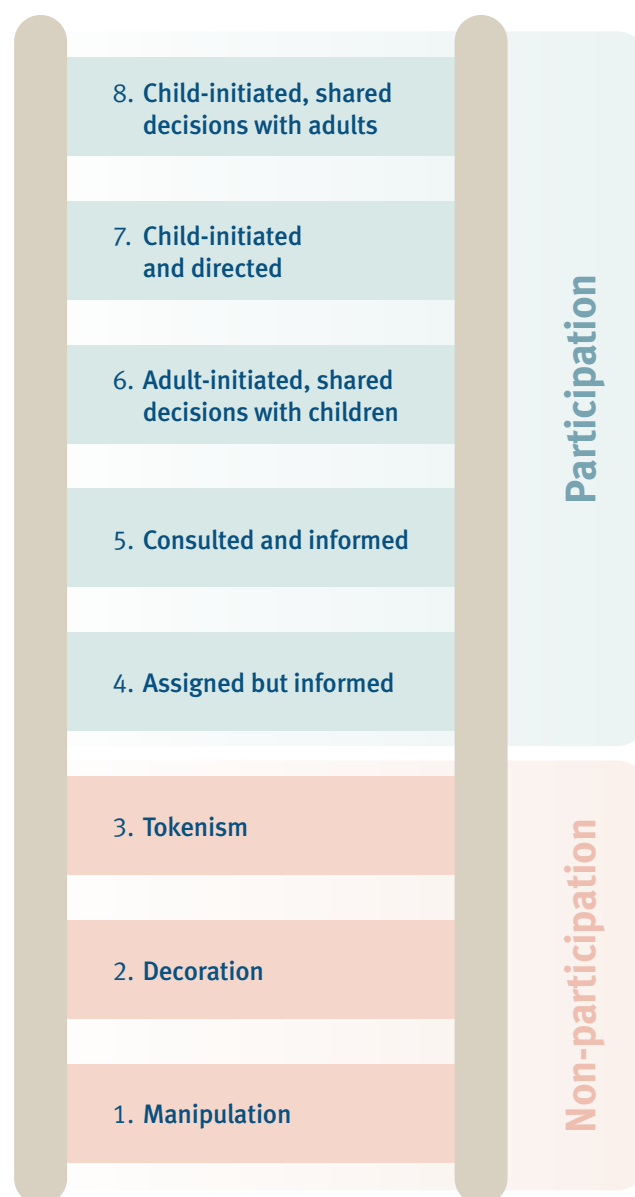 8. Child-initiated, shared
decisions with adults
7. Child-initiated
and directed
6. Adult-initiated, shared
decisions with children
5. Consulted and informed
4. Assigned but informed
Participation
3. Tokenism
2. Decoration
1. Manipulation
Non-participation